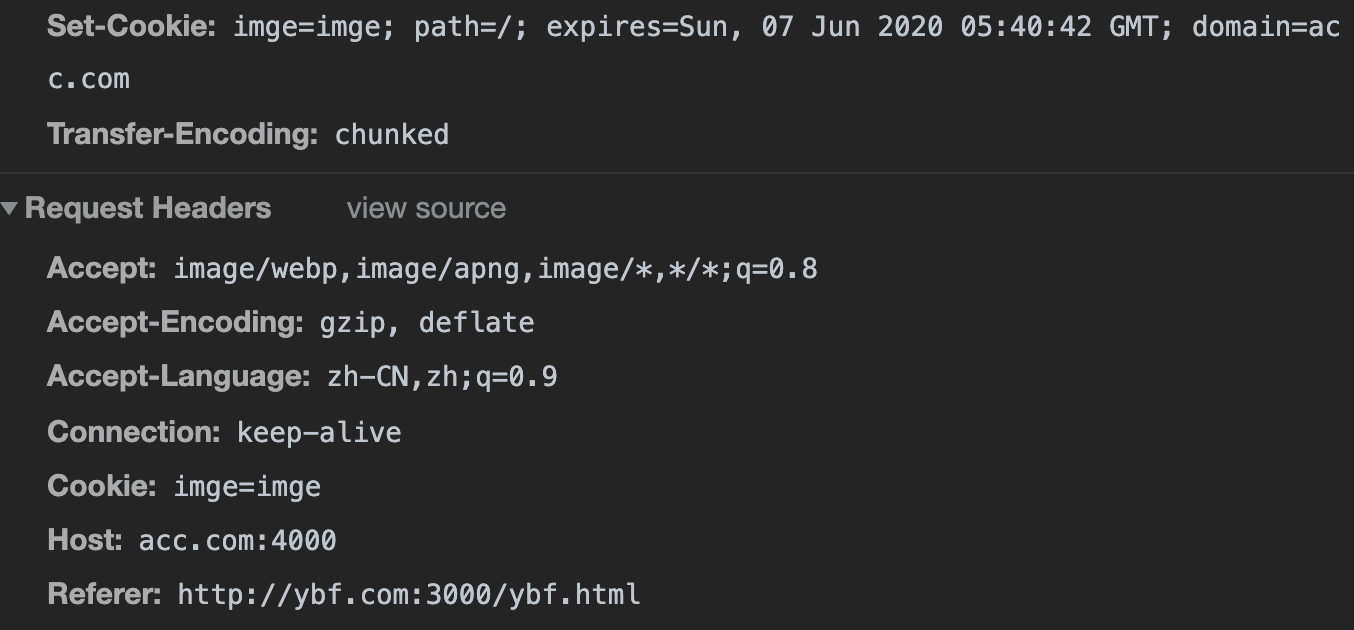 Set-Cookie: imge=imge; path=/; expires=Sun, 07 Jun 2020 05:40:42 GMT; domain=ac
c.com
Transfer-Encoding: chunked
Request Headers view source
Accept: image/webp,image/apng,image/*,*/*;q=0.8
Accept-Encoding: gzip, deflate
Accept-Language: zh-CN,zh;q=0.9
Connection: keep-alive
Cookie: imge=imge
Host: acc.com:4000
Referer: http://ybf.com:3000/ybf.html